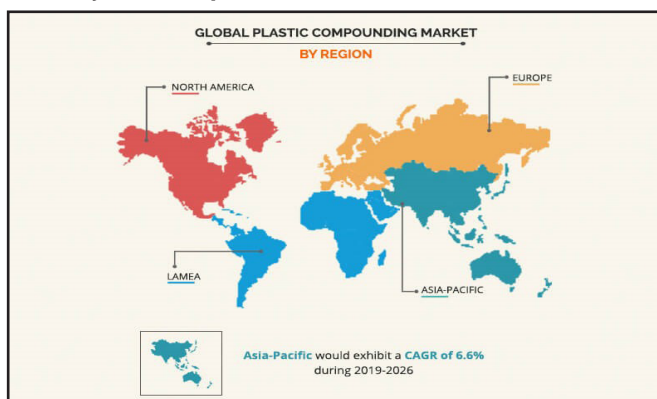 GLOBAL PLASTIC COMPOUNDING MARKET
BY REGION
NORTH AMERICA
EUROPE
LAMEA
ASIA-PACIFIC
Asia-Pacific would exhibit a CAGR of 6.6%
during 2019-2026